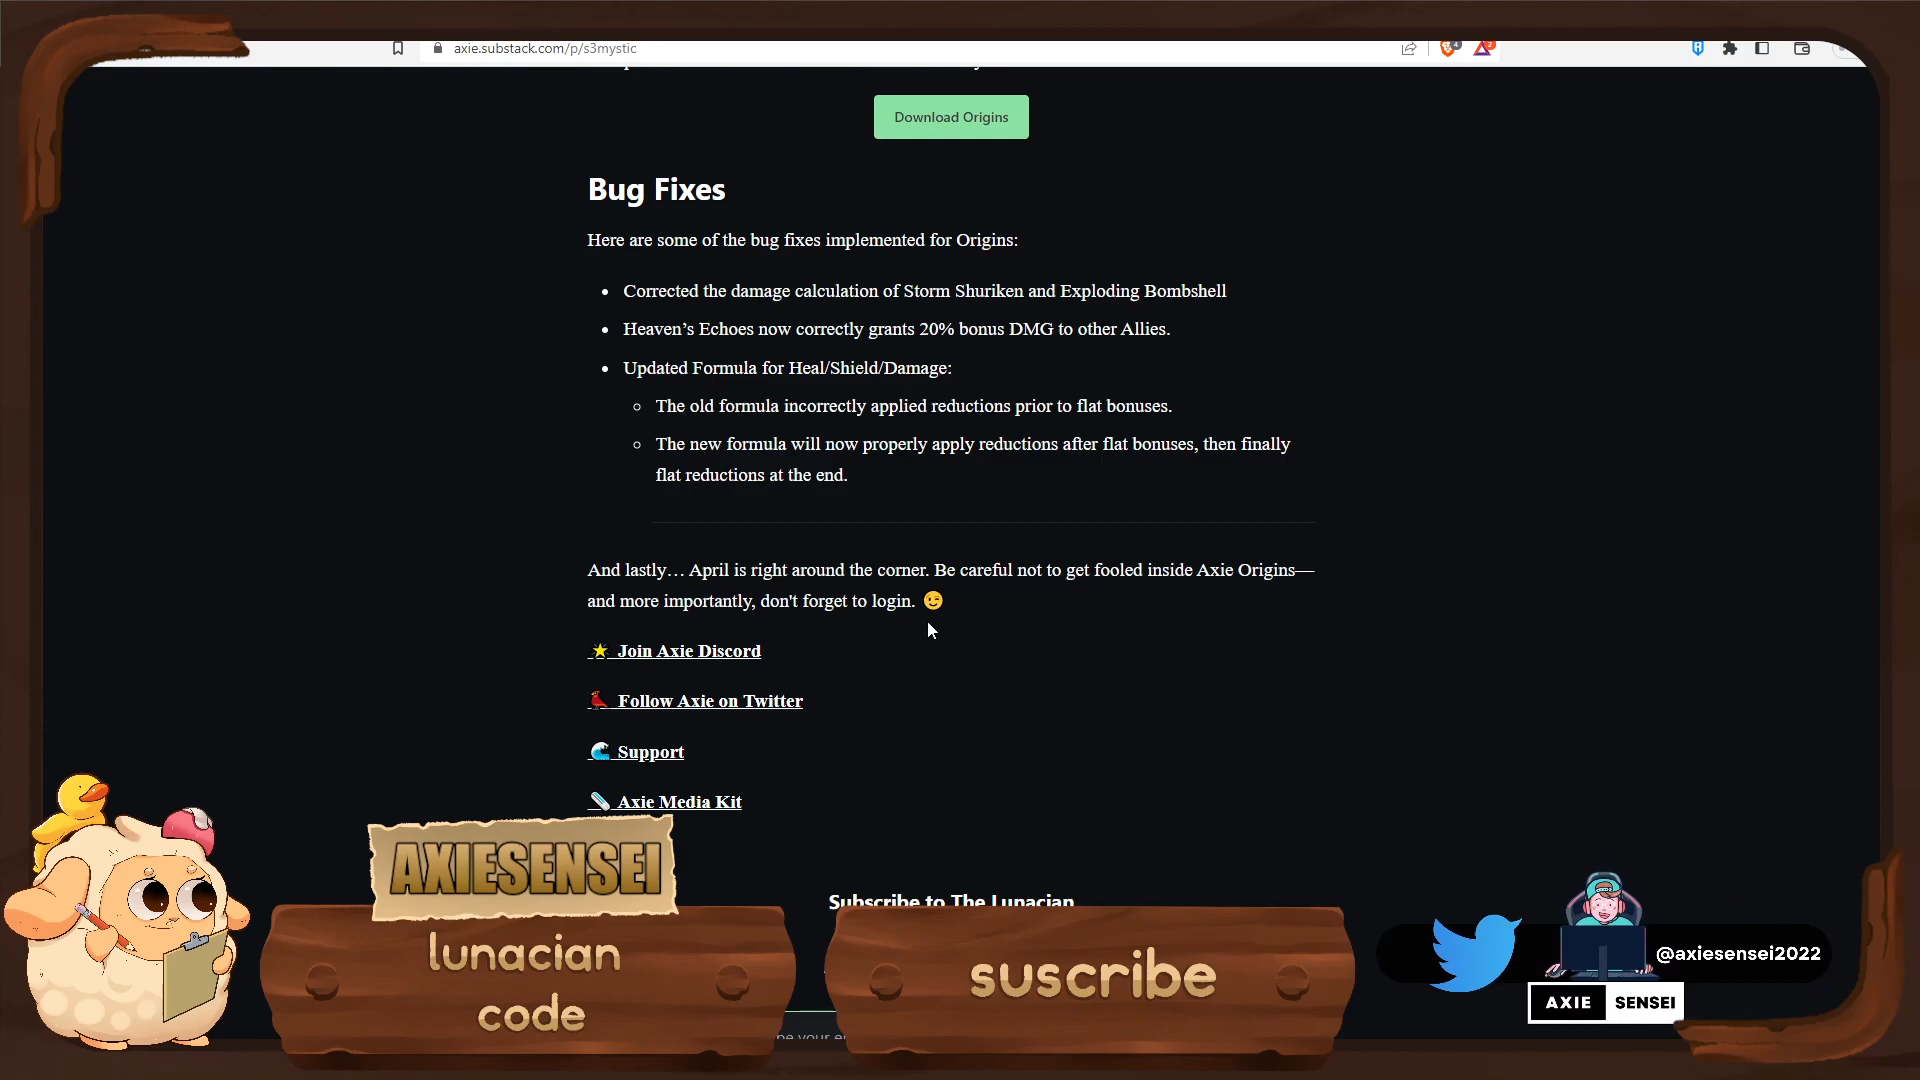 axie.substack.com/p/s3mystic
Download Origins
Bug Fixes
Here are some of the bug fixes implemented for Origins:
• Corrected the damage calculation of Storm Shuriken and Exploding Bombshell
• Heaven’s Echoes now correctly grants 20% bonus DMG to other Allies.
• Updated Formula for Heal/Shield/Damage:
◦ The old formula incorrectly applied reductions prior to flat bonuses.
◦ The new formula will now properly apply reductions after flat bonuses, then finally
flat reductions at the end.
And lastly… April is right around the corner. Be careful not to get fooled inside Axie Origins—
and more importantly, don't forget to login. 😉
🌟 Join Axie Discord
🐦 Follow Axie on Twitter
🌊 Support
Axie Media Kit
Subscribe to The Lunacian
AXIESENSEI
lunacian
code
suscribe
@axiesensei2022
AXIE SENSEI